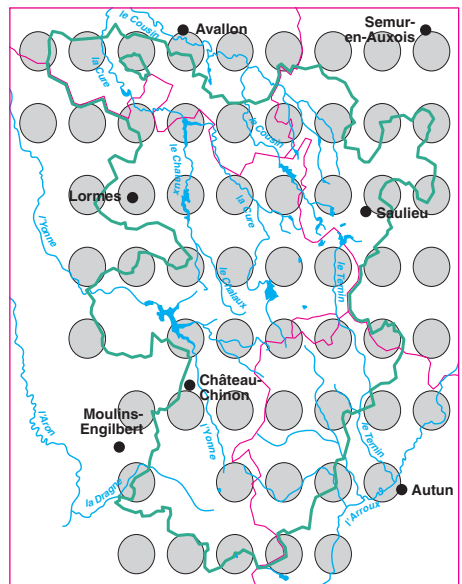 le Cousin
Avallon
Semur-
en-Auxois
la Cure
le Cousin
le Chalaux
Lormes
la Cure
Saulieu
l'Yonne
le Chalaux
le Ternin
Château-
Chinon
Moulins-
Engilbert
l'Aron
l'Yonne
le Ternin
la Dragne
Autun
l'Arroux